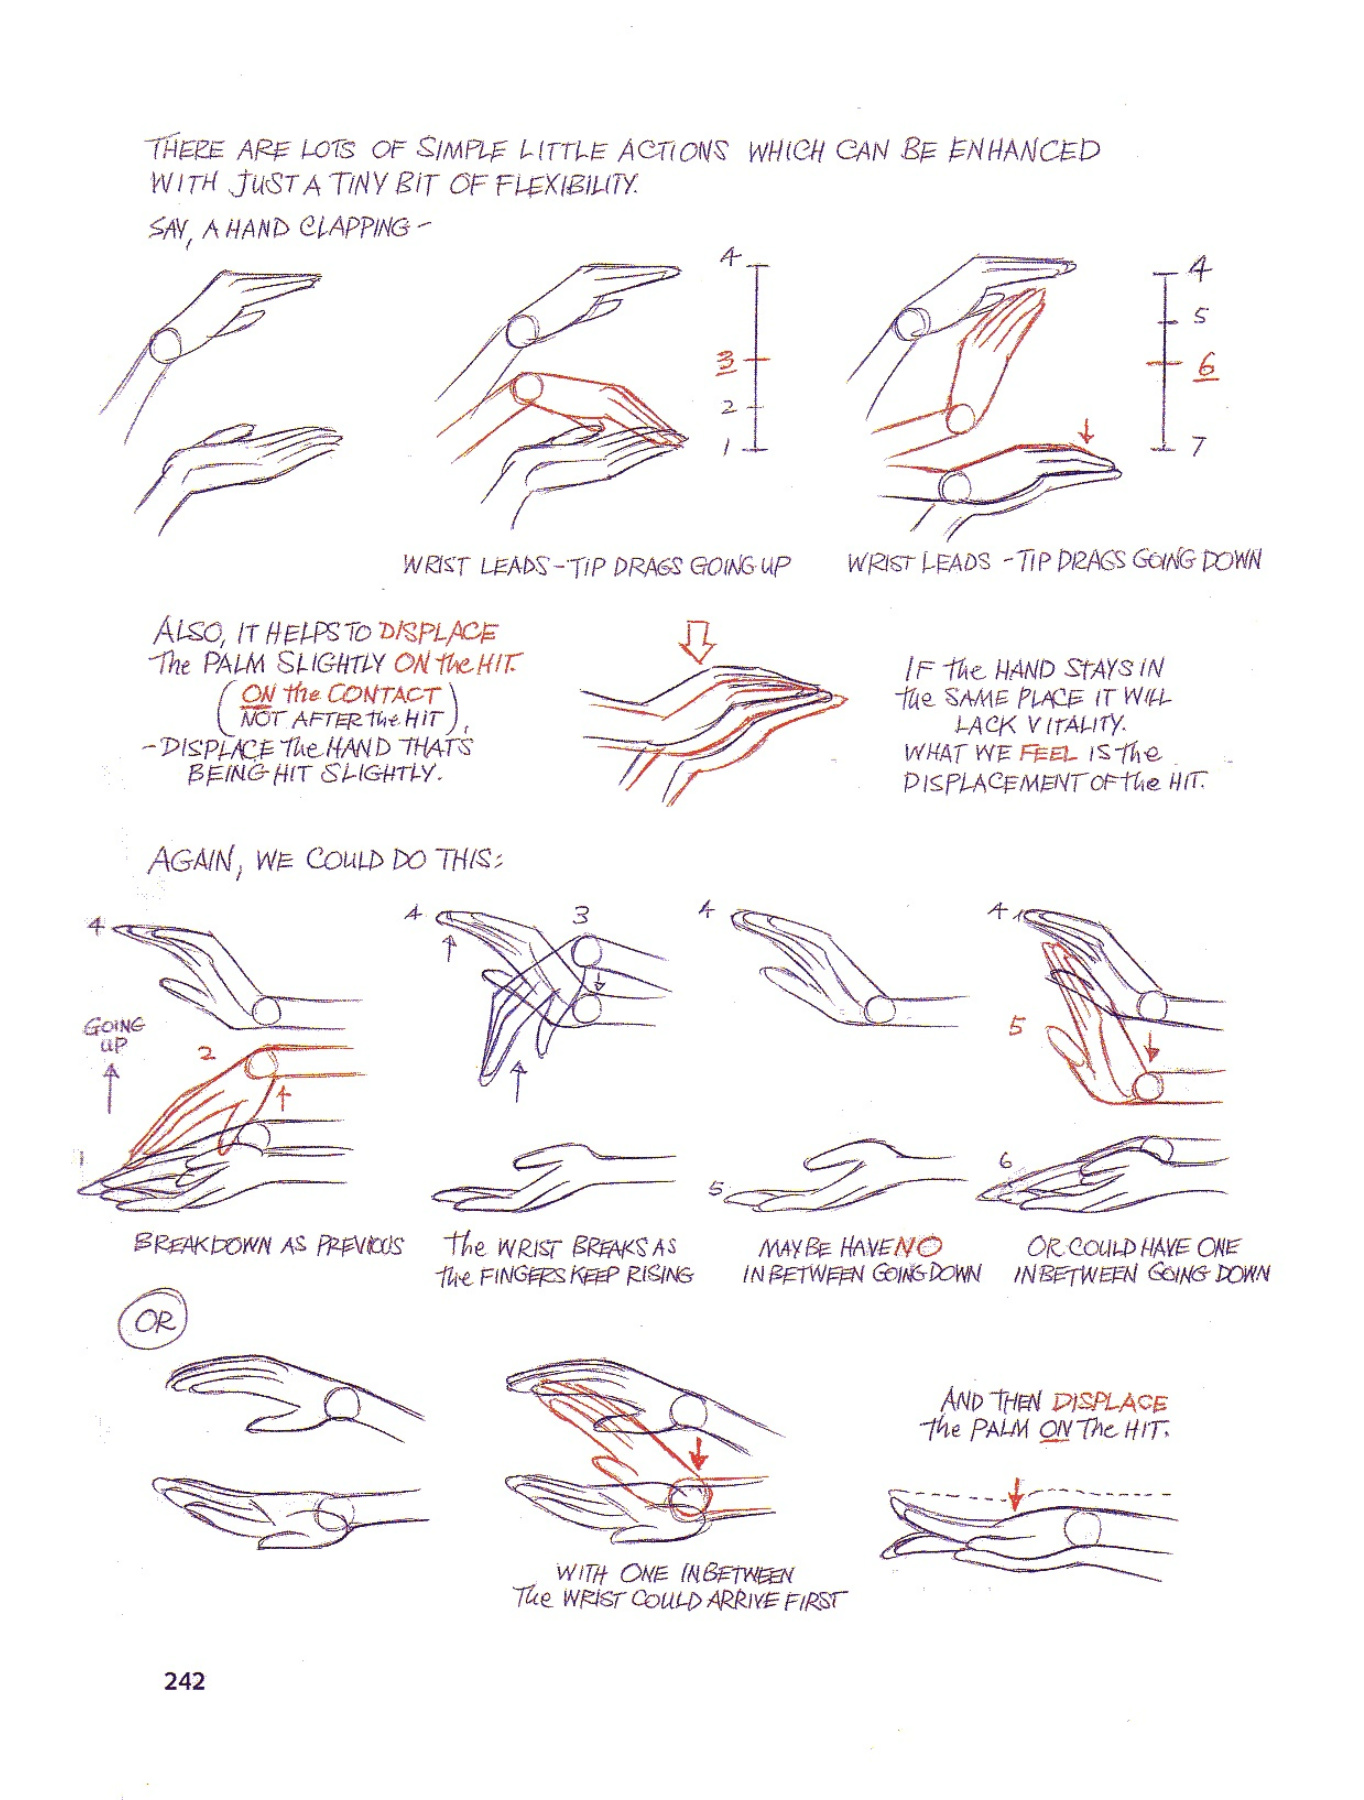 THERE ARE LOTS OF SIMPLE LITTLE ACTIONS WHICH CAN BE ENHANCED
WITH JUST A TINY BIT OF FLEXIBILITY.
SAY, A HAND CLAPPING –
4
3
2
1
4
5
6
7
WRIST LEADS – TIP DRAGS GOING UP
WRIST LEADS – TIP DRAGS GOING DOWN
ALSO, IT HELPS TO DISPLACE
The PALM SLIGHTLY ON the HIT.
(ON the CONTACT
NOT AFTER the HIT),
– DISPLACE The HAND THAT'S
BEING HIT SLIGHTLY.
IF the HAND STAYS IN
the SAME PLACE IT WILL
LACK VITALITY.
WHAT WE FEEL IS the
DISPLACEMENT OF the HIT.
AGAIN, WE COULD DO THIS:
4
GOING
UP
2
1
4
3
4
5
4
5
6
BREAKDOWN AS PREVIOUS
The WRIST BREAKS AS
the FINGERS KEEP RISING
MAYBE HAVE NO
INBETWEEN GOING DOWN
OR COULD HAVE ONE
INBETWEEN GOING DOWN
OR
WITH ONE INBETWEEN
The WRIST COULD ARRIVE FIRST
AND THEN DISPLACE
the PALM ON The HIT.
242